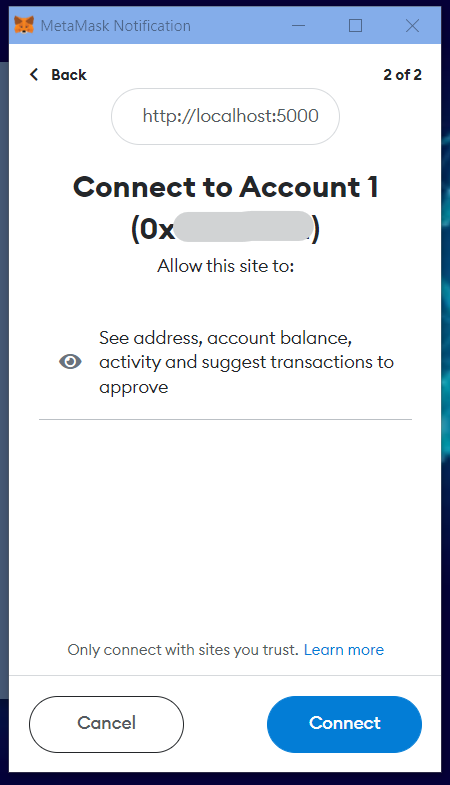 MetaMask Notification
Back
2 of 2
http://localhost:5000
Connect to Account 1
(0x )
Allow this site to:
See address, account balance,
activity and suggest transactions to
approve
Only connect with sites you trust. Learn more
Cancel
Connect